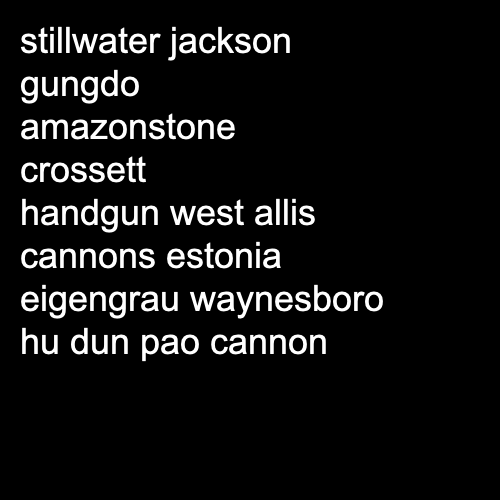 stillwater jackson
gungdo
amazonstone
crossett
handgun west allis
cannons estonia
eigengrau waynesboro
hu dun pao cannon